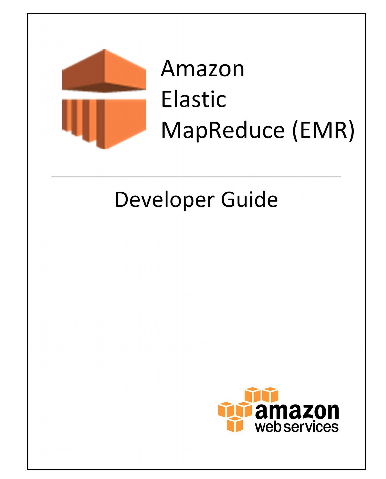 Amazon
Elastic
MapReduce (EMR)
Developer Guide
amazon
web services